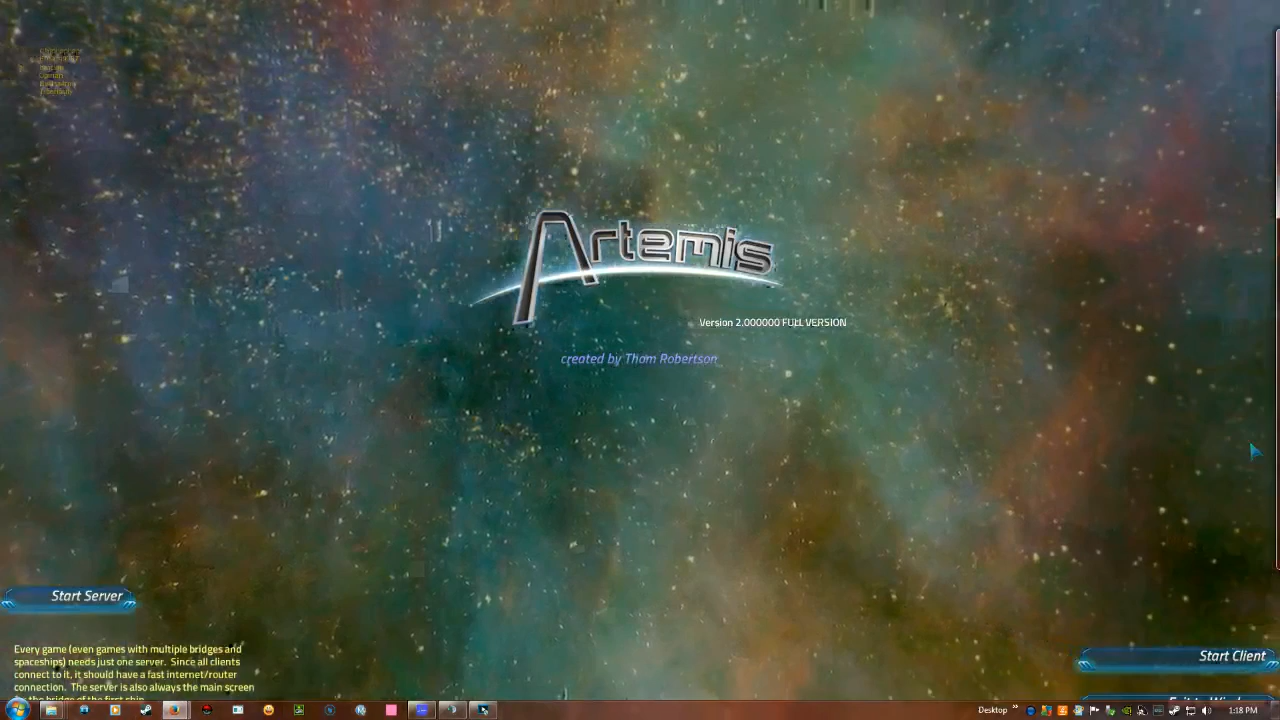 Artemis
Version 2.000000 FULL VERSION
created by Thom Robertson
Start Server
Every game (even games with multiple bridges and
spaceships) needs just one server. Since all clients
connect to it, it should have a fast internet/router
connection. The server is also always the main screen
Start Client
Desktop
1:18 PM